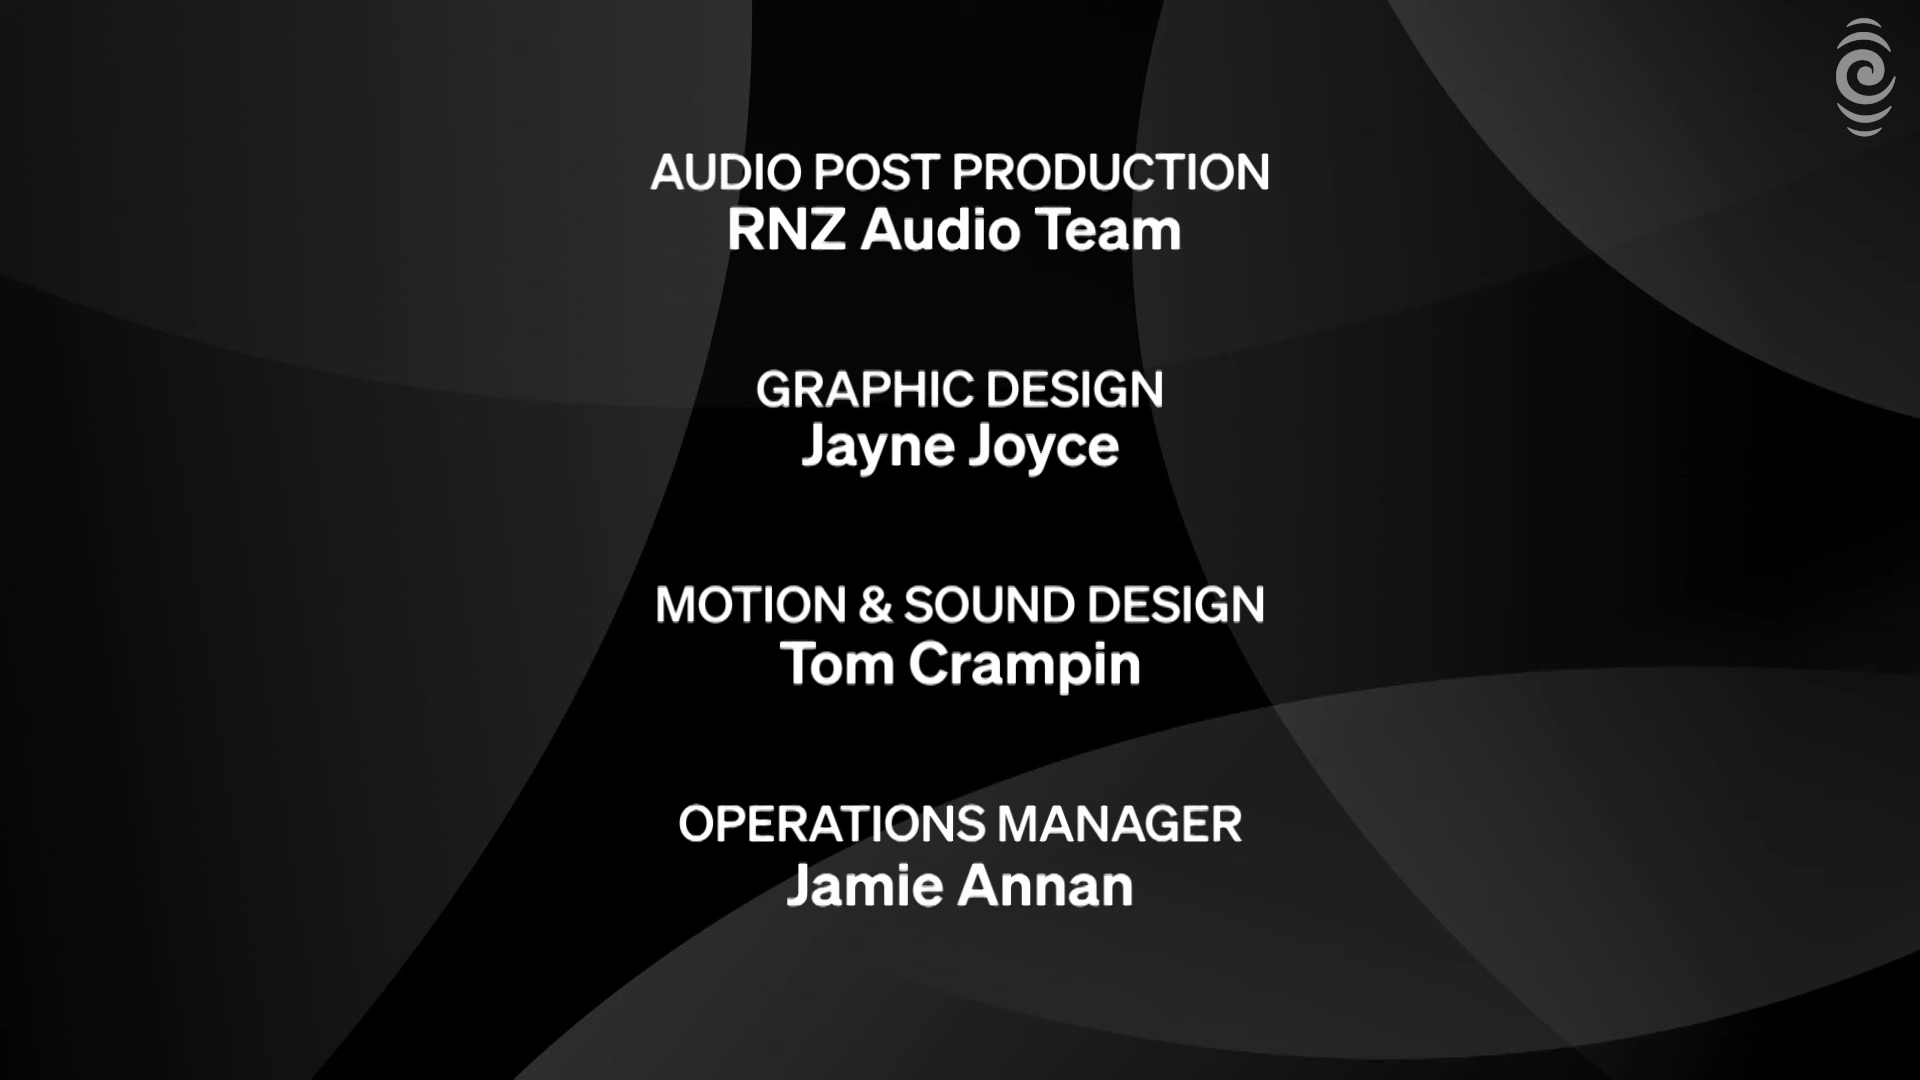 AUDIO POST PRODUCTION
RNZ Audio Team
GRAPHIC DESIGN
Jayne Joyce
MOTION & SOUND DESIGN
Tom Crampin
OPERATIONS MANAGER
Jamie Annan